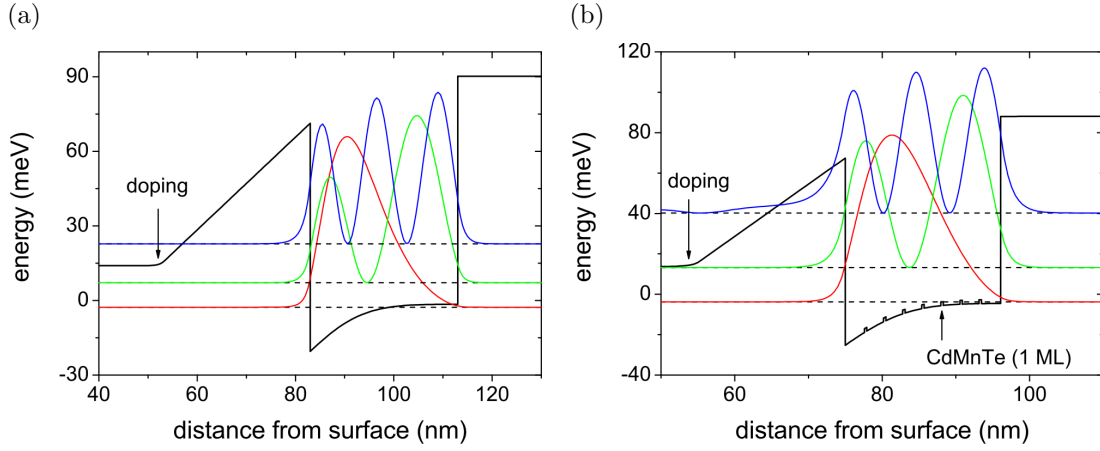 (a)
(b)
energy (meV)
90
60
30
0
-30
doping
40
60
80
100
120
distance from surface (nm)
energy (meV)
120
80
40
0
-40
doping
CdMnTe (1 ML)
60
80
100
distance from surface (nm)